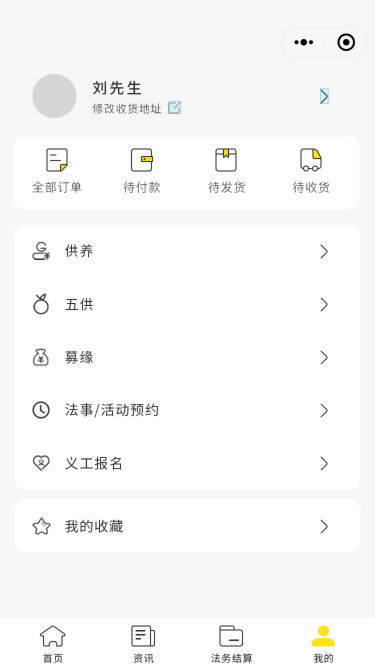 刘先生
修改收货地址
全部订单 待付款 待发货 待收货
供养
五供
募缘
法事/活动预约
义工报名
我的收藏
首页 资讯 法务结算 我的